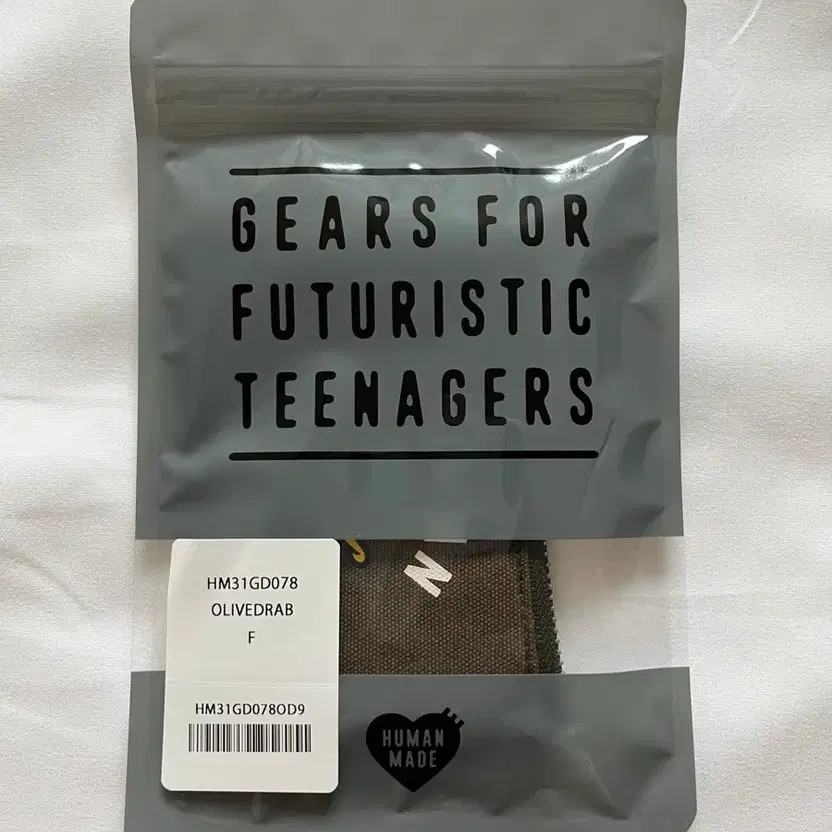 GEARS FOR
FUTURISTIC
TEENAGERS
N
HM31GD078
OLIVEDRAB
F
HM31GD078OD9
HUMAN
MADE